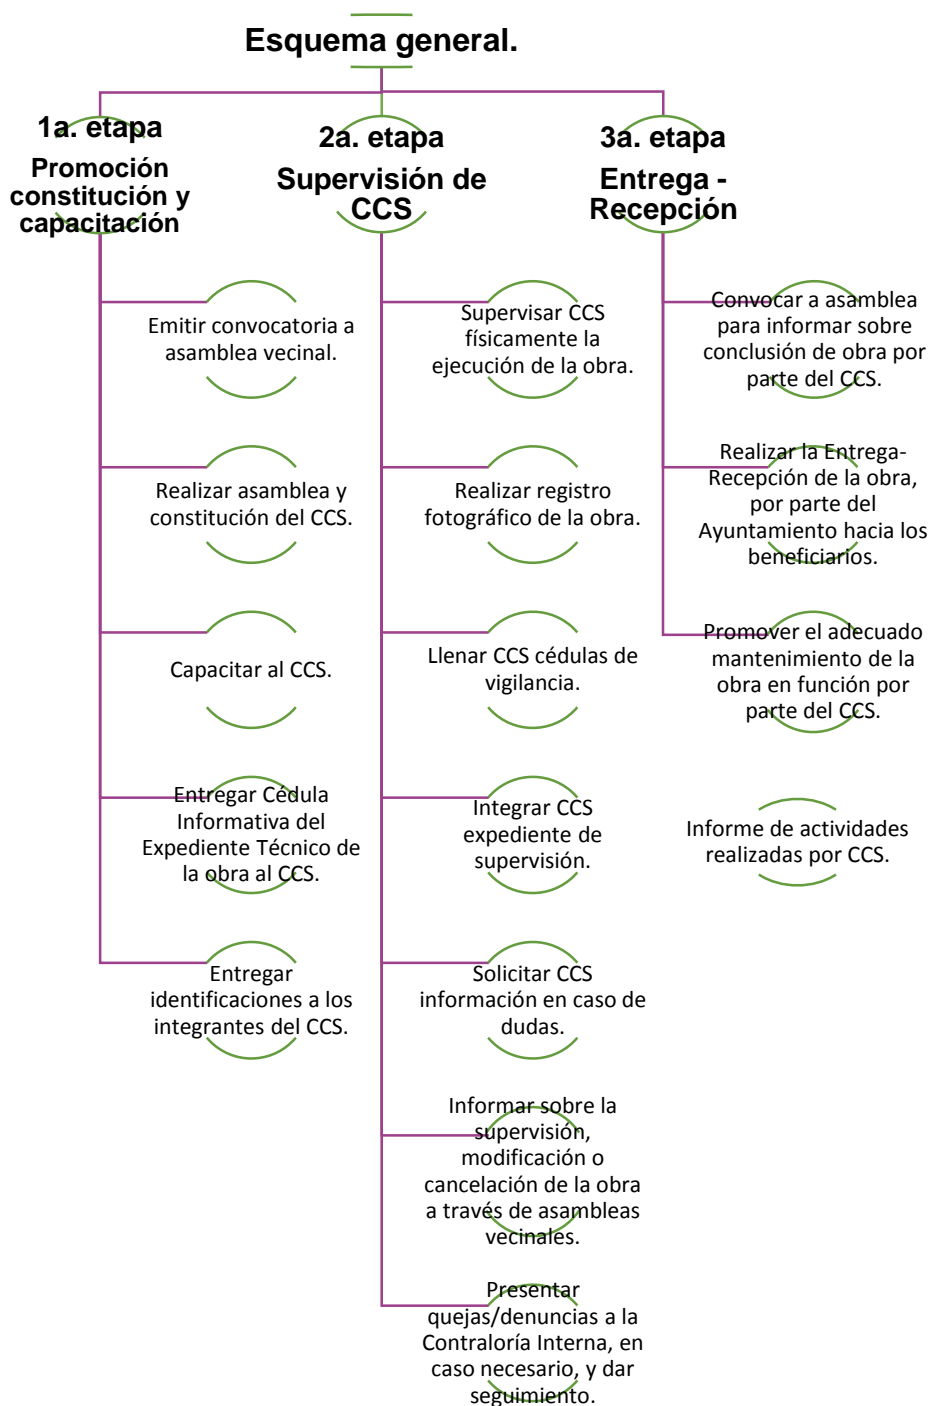 Esquema general.
1a. etapa
Promoción
constitución y
capacitación
Emitir convocatoria a
asamblea vecinal.
Realizar asamblea y
constitución del CCS.
Capacitar al CCS.
Entregar Cédula
Informativa del
Expediente Técnico de
la obra al CCS.
Entregar
identificaciones a los
integrantes del CCS.
2a. etapa
Supervisión de
CCS
Supervisar CCS
físicamente la
ejecución de la obra.
Realizar registro
fotográfico de la obra.
Llenar CCS cédulas de
vigilancia.
Integrar CCS
expediente de
supervisión.
Solicitar CCS
información en caso de
dudas.
Informar sobre la
supervisión,
modificación o
cancelación de la obra
a través de asambleas
vecinales.
Presentar
quejas/denuncias a la
Contraloría Interna, en
caso necesario, y dar
seguimiento.
3a. etapa
Entrega -
Recepción
Convocar a asamblea
para informar sobre
conclusión de obra por
parte del CCS.
Realizar la Entrega-
Recepción de la obra,
por parte del
Ayuntamiento hacia los
beneficiarios.
Promover el adecuado
mantenimiento de la
obra en función por
parte del CCS.
Informe de actividades
realizadas por CCS.